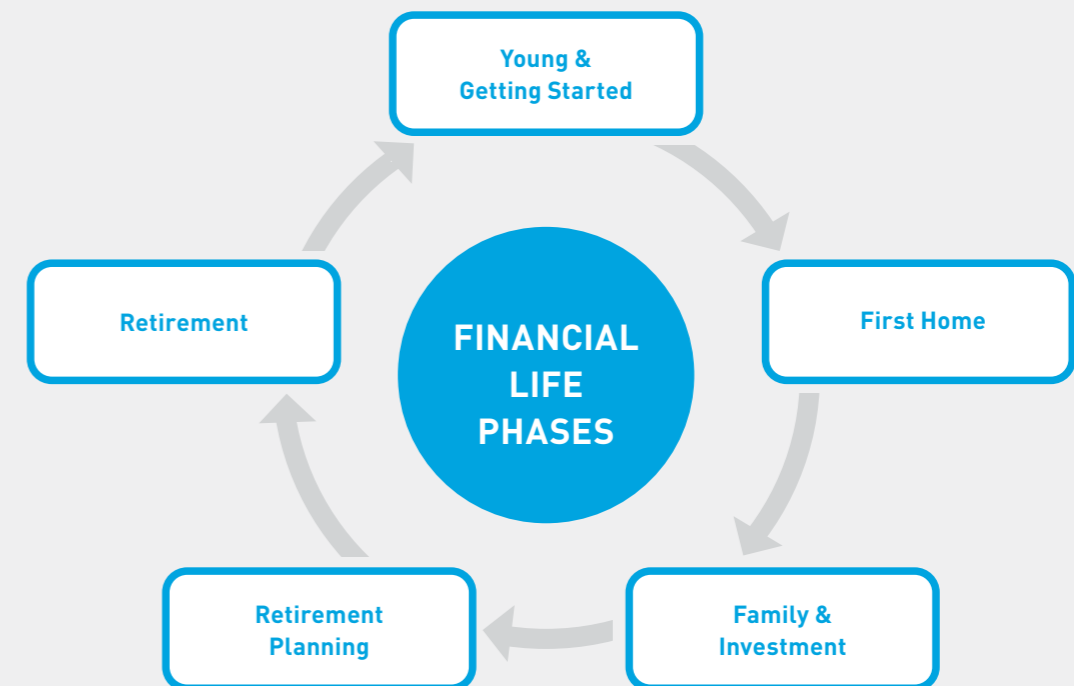 Young &
Getting Started
First Home
Family &
Investment
Retirement
Planning
Retirement
FINANCIAL
LIFE
PHASES